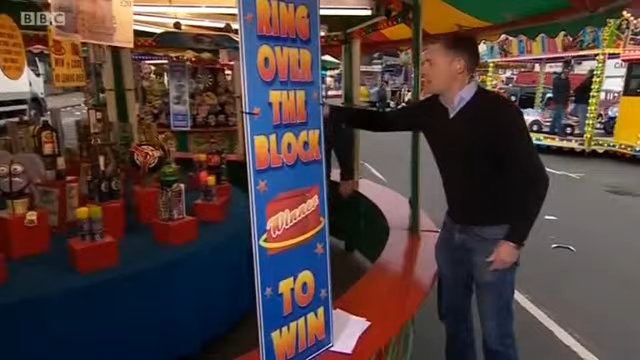 BBC
RING
OVER
THE
BLOCK
Winner
TO
WIN